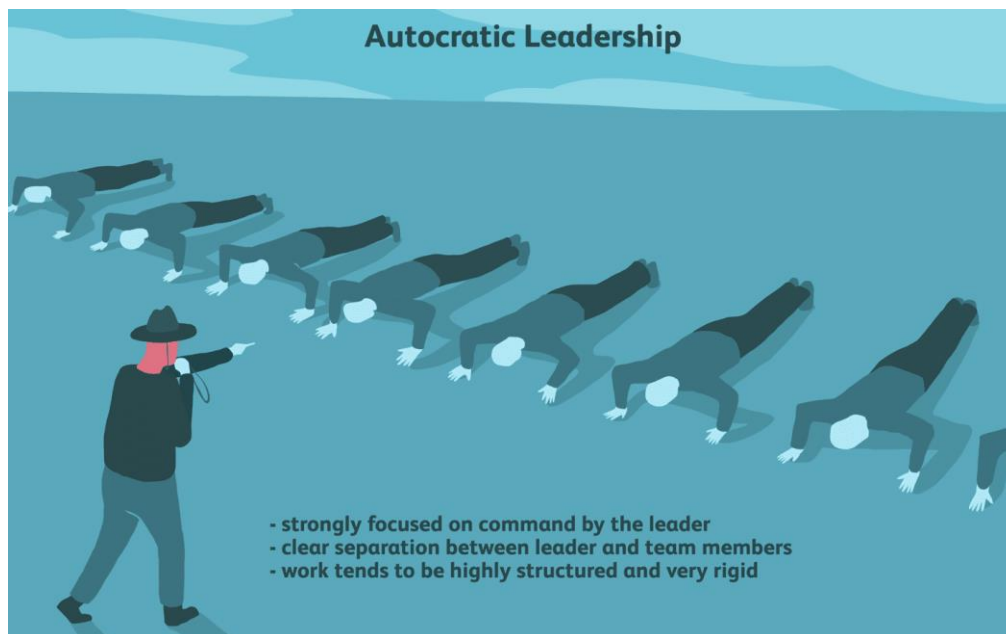 Autocratic Leadership
- strongly focused on command by the leader
- clear separation between leader and team members
- work tends to be highly structured and very rigid